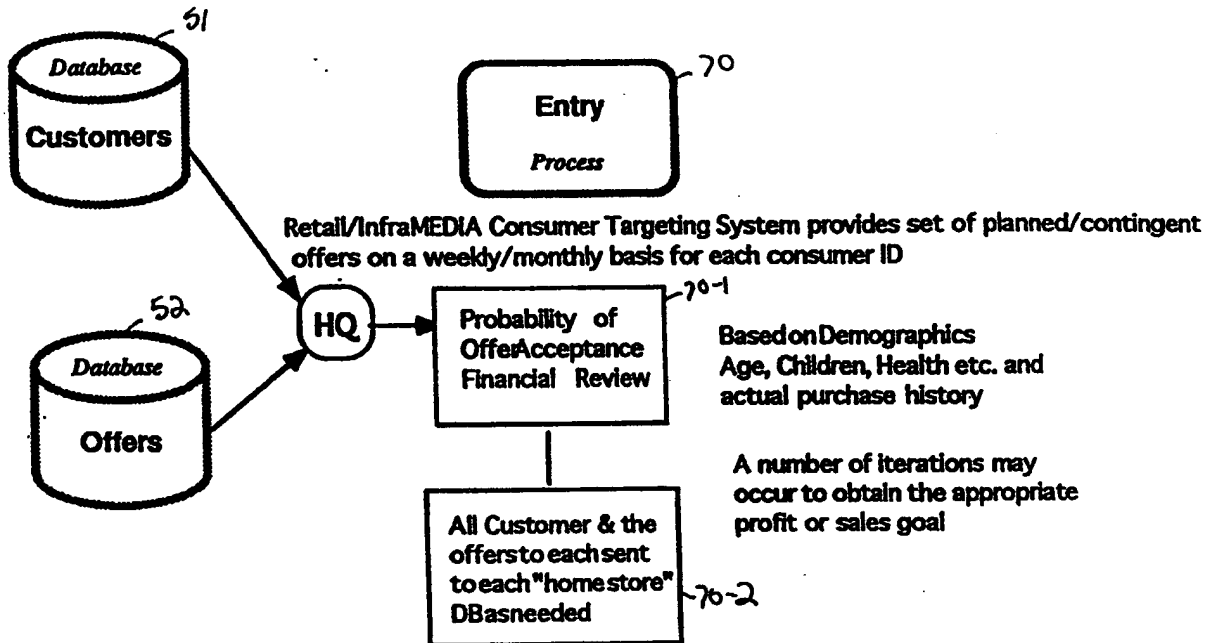 51
Database
Customers
70
Entry
Process
Retail/InfraMEDIA Consumer Targeting System provides set of planned/contingent
offers on a weekly/monthly basis for each consumer ID
52
Database
Offers
HQ
70-1
Probability of
OfferAcceptance
Financial Review
Based on Demographics
Age, Children, Health etc. and
actual purchase history
A number of iterations may
occur to obtain the appropriate
profit or sales goal
All Customer & the
offers to each sent
to each "home store"
DB as needed
70-2